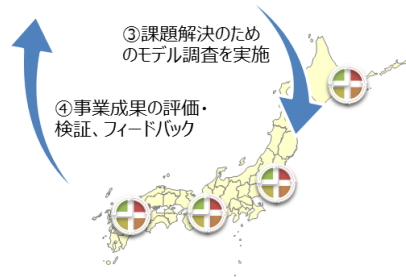 ③課題解決のため
のモデル調査を実施
④事業成果の評価・
検証、フィードバック